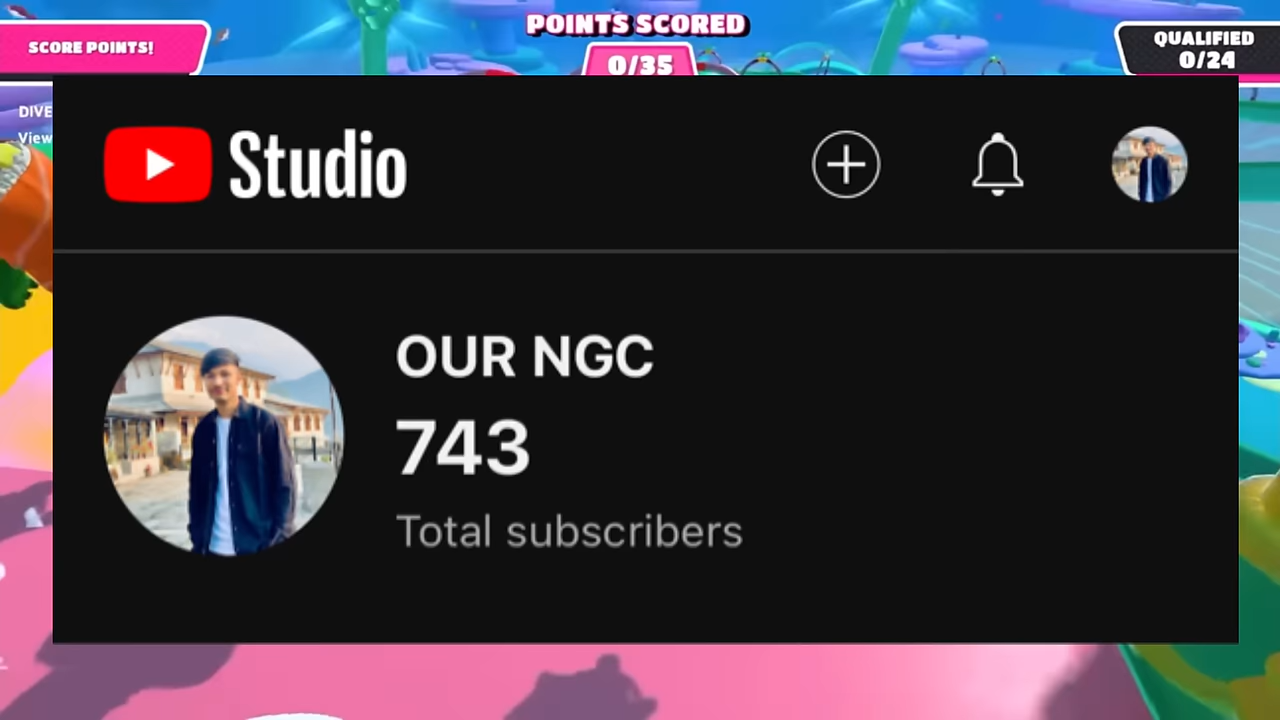 POINTS SCORED
SCORE POINTS!
0/35
QUALIFIED
0/24
DIVE
View
Studio
OUR NGC
743
Total subscribers